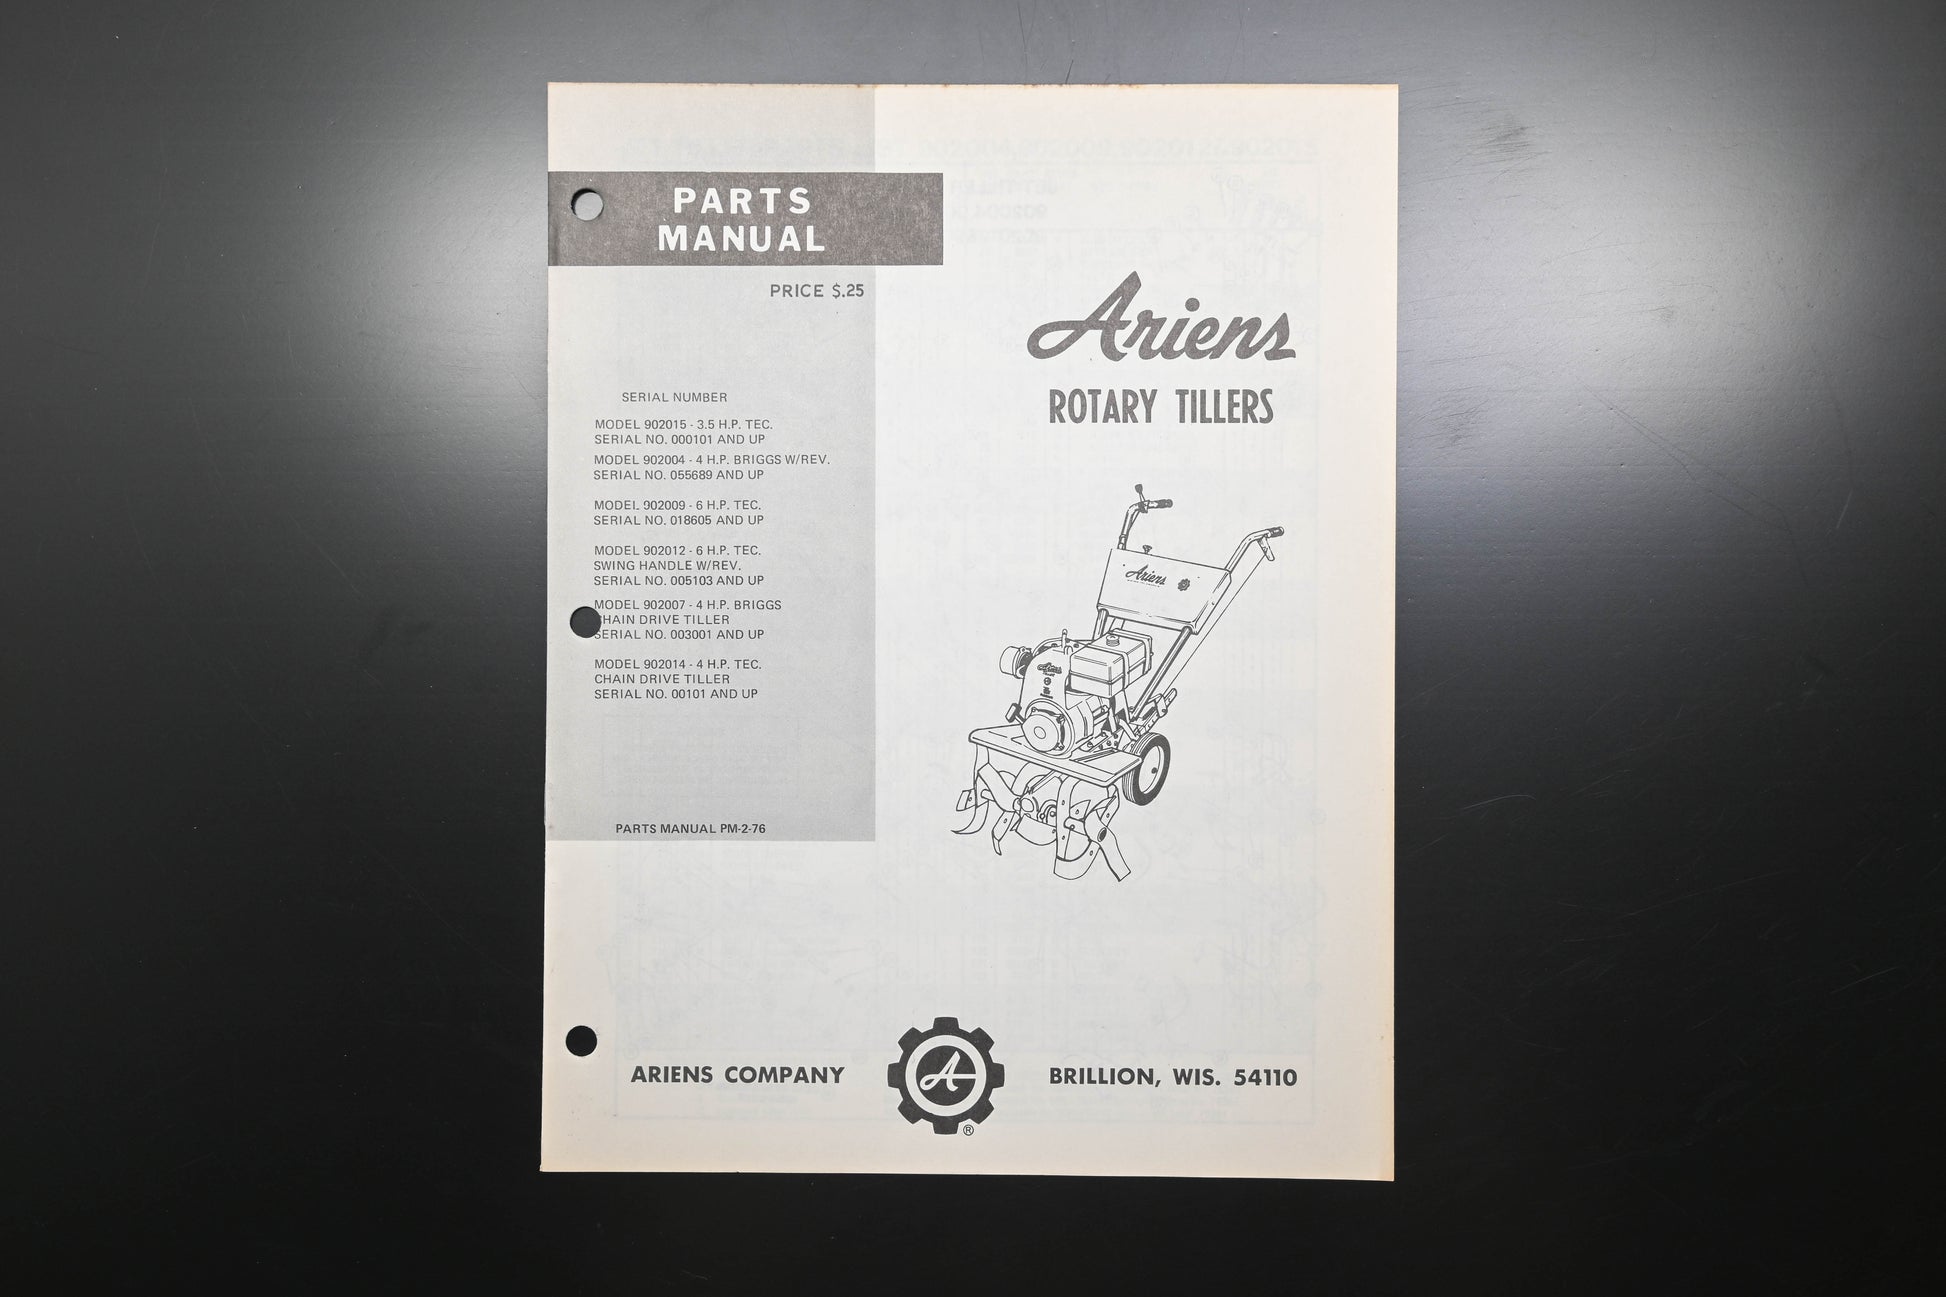 PARTS
MANUAL
PRICE $.25
SERIAL NUMBER
MODEL 902015 - 3.5 H.P. TEC.
SERIAL NO. 000101 AND UP
MODEL 902004 - 4 H.P. BRIGGS W/REV.
SERIAL NO. 055689 AND UP
MODEL 902009 - 6 H.P. TEC.
SERIAL NO. 018605 AND UP
MODEL 902012 - 6 H.P. TEC.
SWING HANDLE W/REV.
SERIAL NO. 005103 AND UP
MODEL 902007 - 4 H.P. BRIGGS
HAIN DRIVE TILLER
SERIAL NO. 003001 AND UP
MODEL 902014 - 4 H.P. TEC.
CHAIN DRIVE TILLER
SERIAL NO. 00101 AND UP
PARTS MANUAL PM-2-76
Ariens
ROTARY TILLERS
Ariens
Ariens
ARIENS COMPANY
A
®
BRILLION, WIS. 54110